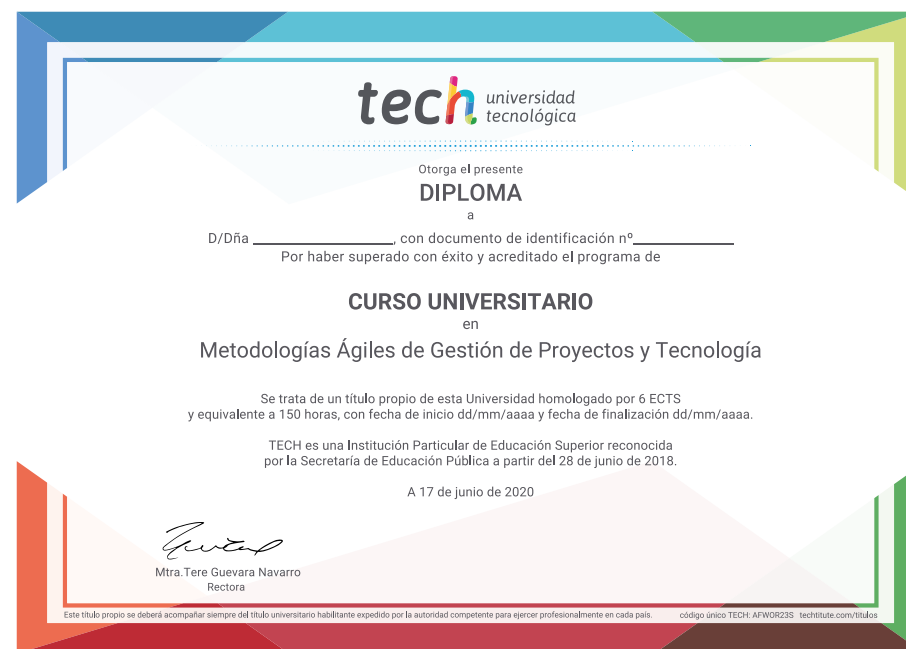 tech universidad
tecnológica
Otorga el presente
DIPLOMA
a
D/Dña ________________, con documento de identificación nº____________
Por haber superado con éxito y acreditado el programa de
CURSO UNIVERSITARIO
en
Metodologías Ágiles de Gestión de Proyectos y Tecnología
Se trata de un título propio de esta Universidad homologado por 6 ECTS
y equivalente a 150 horas, con fecha de inicio dd/mm/aaaa y fecha de finalización dd/mm/aaaa.
TECH es una Institución Particular de Educación Superior reconocida
por la Secretaría de Educación Pública a partir del 28 de junio de 2018.
A 17 de junio de 2020
Mtra.Tere Guevara Navarro
Rectora
Este título propio se deberá acompañar siempre del título universitario habilitante expedido por la autoridad competente para ejercer profesionalmente en cada país. código único TECH: AFWOR23S techtitute.com/titulos